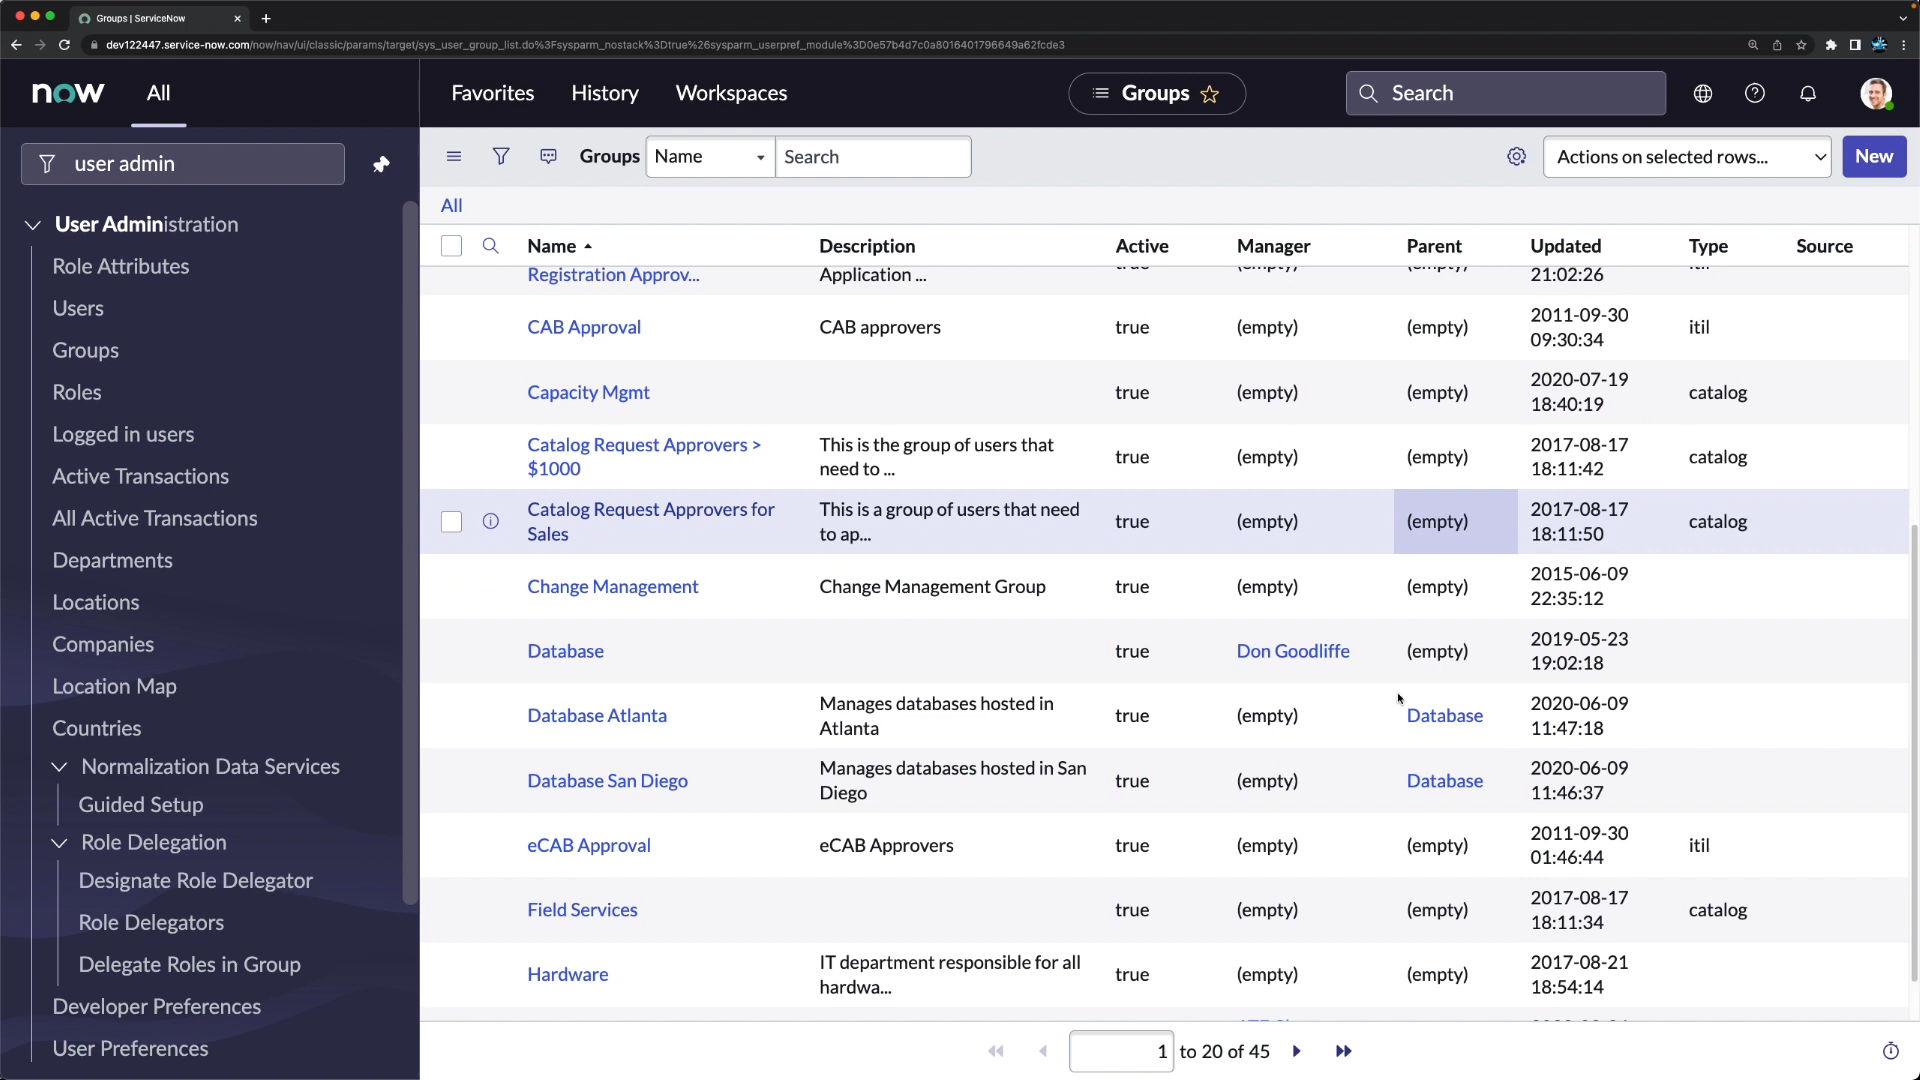 Groups | ServiceNow
dev122447.service-now.com/now/nav/ui/classic/params/target/sys_user_group_list.do%3Fsysparm_nostack%3Dtrue%26sysparm_userpref_module%3D0e57b4d7c0a8016401796649a62fcde3
now All Favorites History Workspaces Groups Search
user admin
User Administration
Role Attributes
Users
Groups
Roles
Logged in users
Active Transactions
All Active Transactions
Departments
Locations
Companies
Location Map
Countries
Normalization Data Services
Guided Setup
Role Delegation
Designate Role Delegator
Role Delegators
Delegate Roles in Group
Developer Preferences
User Preferences
Groups Name Search Actions on selected rows... New
All
Name Description Active Manager Parent Updated Type Source
Registration Approv... Application ... 21:02:26
CAB Approval CAB approvers true (empty) (empty) 2011-09-30
09:30:34 itil
Capacity Mgmt true (empty) (empty) 2020-07-19
18:40:19 catalog
Catalog Request Approvers >
$1000 This is the group of users that
need to ... true (empty) (empty) 2017-08-17
18:11:42 catalog
Catalog Request Approvers for
Sales This is a group of users that need
to ap... true (empty) (empty) 2017-08-17
18:11:50 catalog
Change Management Change Management Group true (empty) (empty) 2015-06-09
22:35:12
Database true Don Goodliffe (empty) 2019-05-23
19:02:18
Database Atlanta Manages databases hosted in
Atlanta true (empty) Database 2020-06-09
11:47:18
Database San Diego Manages databases hosted in San
Diego true (empty) Database 2020-06-09
11:46:37
eCAB Approval eCAB Approvers true (empty) (empty) 2011-09-30
01:46:44 itil
Field Services true (empty) (empty) 2017-08-17
18:11:34 catalog
Hardware IT department responsible for all
hardwa... true (empty) (empty) 2017-08-21
18:54:14
1 to 20 of 45